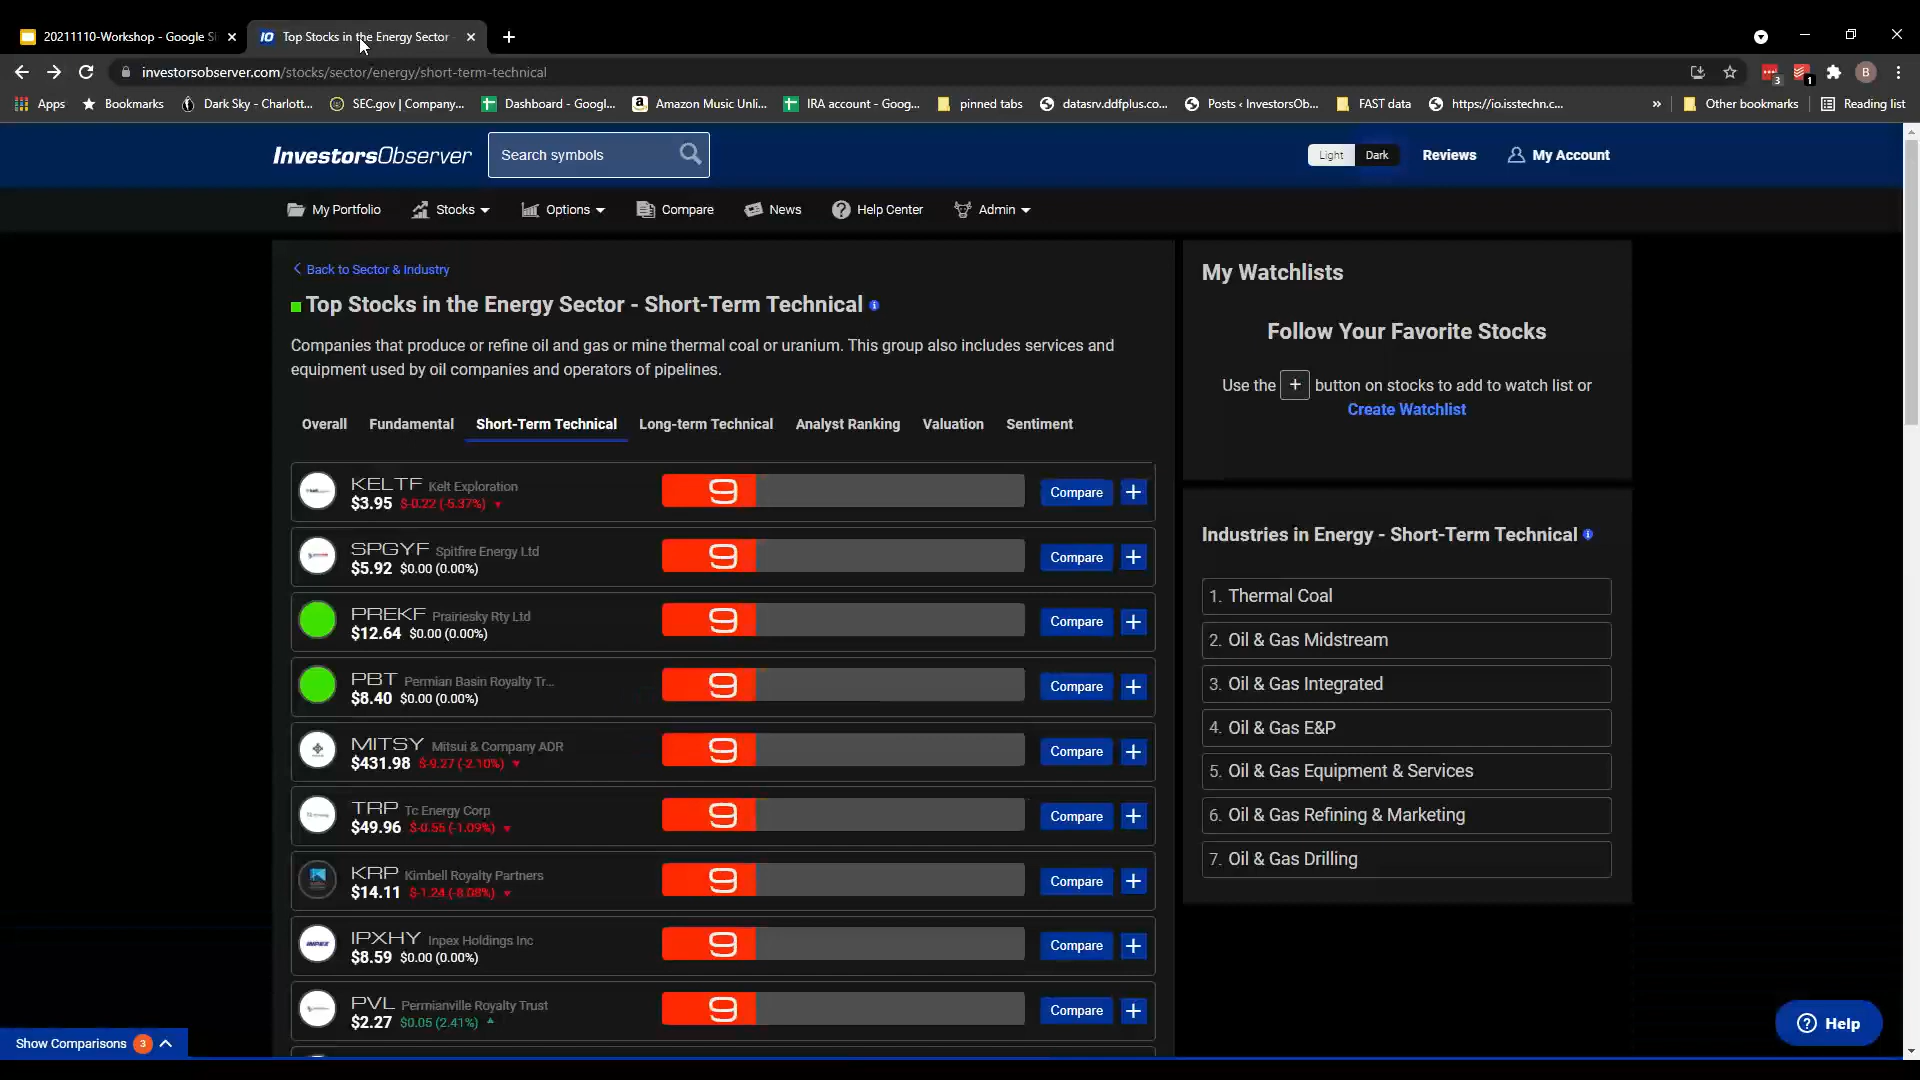 20211110-Workshop - Google Sl
Top Stocks in the Energy Sector -
investorsobserver.com/stocks/sector/energy/short-term-technical
3
1
B
Apps
Bookmarks
Dark Sky - Charlott...
SEC.gov | Company...
Dashboard - Googl...
Amazon Music Unli...
IRA account - Goog...
pinned tabs
datasrv.ddfplus.co...
Posts ‹ InvestorsOb...
FAST data
https://io.isstechn.c...
»
Other bookmarks
Reading list
InvestorsObserver
Search symbols
Light
Dark
Reviews
My Account
My Portfolio
Stocks
Options
Compare
News
Help Center
Admin
Back to Sector & Industry
Top Stocks in the Energy Sector - Short-Term Technical
Companies that produce or refine oil and gas or mine thermal coal or uranium. This group also includes services and
equipment used by oil companies and operators of pipelines.
Overall
Fundamental
Short-Term Technical
Long-term Technical
Analyst Ranking
Valuation
Sentiment
KELTF Kelt Exploration
$3.95 $-0.22 (-5.37%)
9
Compare
+
SPGYF Spitfire Energy Ltd
$5.92 $0.00 (0.00%)
9
Compare
+
PREKF Prairiesky Rty Ltd
$12.64 $0.00 (0.00%)
9
Compare
+
PBT Permian Basin Royalty Tr...
$8.40 $0.00 (0.00%)
9
Compare
+
MITSY Mitsui & Company ADR
$431.98 $-9.27 (-2.10%)
9
Compare
+
TRP Tc Energy Corp
$49.96 $-0.55 (-1.09%)
9
Compare
+
KRP Kimbell Royalty Partners
$14.11 $-1.24 (-8.08%)
9
Compare
+
IPXHY Inpex Holdings Inc
$8.59 $0.00 (0.00%)
9
Compare
+
PVL Permianville Royalty Trust
$2.27 $0.05 (2.41%)
9
Compare
+
My Watchlists
Follow Your Favorite Stocks
Use the + button on stocks to add to watch list or
Create Watchlist
Industries in Energy - Short-Term Technical
1. Thermal Coal
2. Oil & Gas Midstream
3. Oil & Gas Integrated
4. Oil & Gas E&P
5. Oil & Gas Equipment & Services
6. Oil & Gas Refining & Marketing
7. Oil & Gas Drilling
Show Comparisons 3
Help